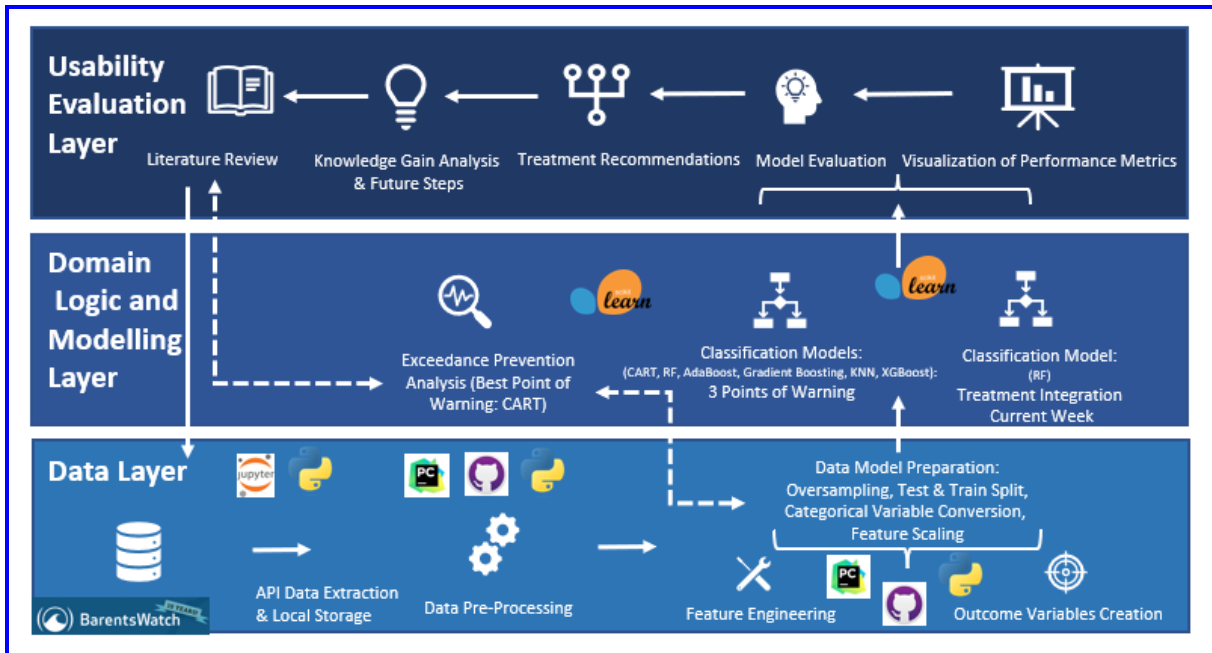 Usability
Evaluation
Layer
Literature Review
Knowledge Gain Analysis
& Future Steps
Treatment Recommendations
Model Evaluation
Visualization of Performance Metrics
Domain
Logic and
Modelling
Layer
learn
Exceedance Prevention
Analysis (Best Point of
Warning: CART)
Classification Models:
(CART, RF, AdaBoost, Gradient Boosting, KNN, XGBoost):
3 Points of Warning
learn
Classification Model:
(RF)
Treatment Integration
Current Week
Data Layer
jupyter
PC
Data Model Preparation:
Oversampling, Test & Train Split,
Categorical Variable Conversion,
Feature Scaling
BarentsWatch
10 YEARS
API Data Extraction
& Local Storage
Data Pre-Processing
Feature Engineering
PC
Outcome Variables Creation